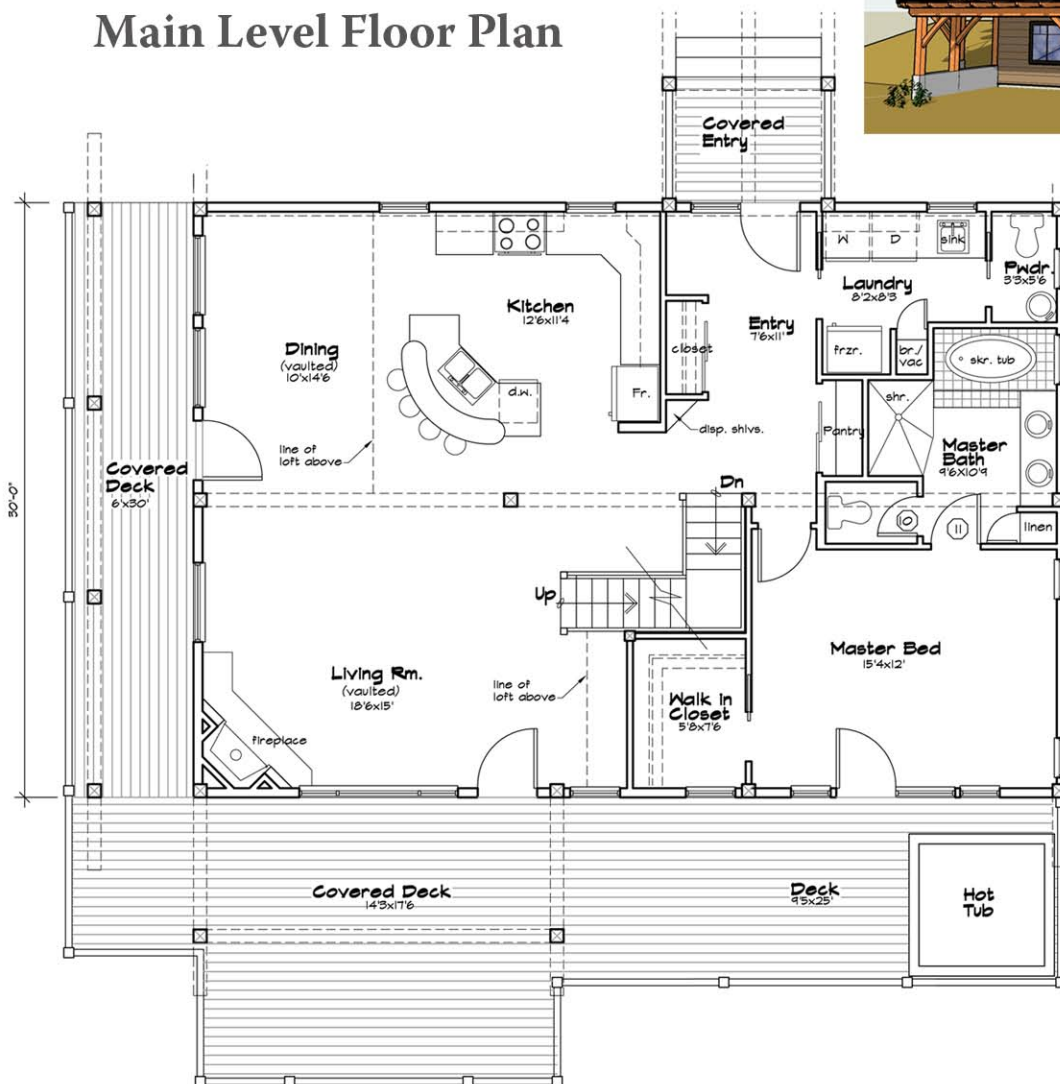 Main Level Floor Plan
Covered
Entry
W
D
sink
Pwdr.
3'3x5'6
Laundry
8'2x8'3
Kitchen
12'6x11'4
Entry
7'6x11'
Dining
(vaulted)
10'x14'6
closet
frzr.
br./
vac
skr. tub
d.w.
Fr.
shr.
disp. shlvs.
Pantry
Master
Bath
9'6x10'9
line of
loft above
Covered
Deck
6'x30'
30'-0"
Dn
10
11
linen
Up
Master Bed
15'4x12'
Living Rm.
(vaulted)
18'6x15'
line of
loft above
Walk in
Closet
5'8x7'6
fireplace
Covered Deck
14'3x17'6
Deck
9'5x25'
Hot
Tub